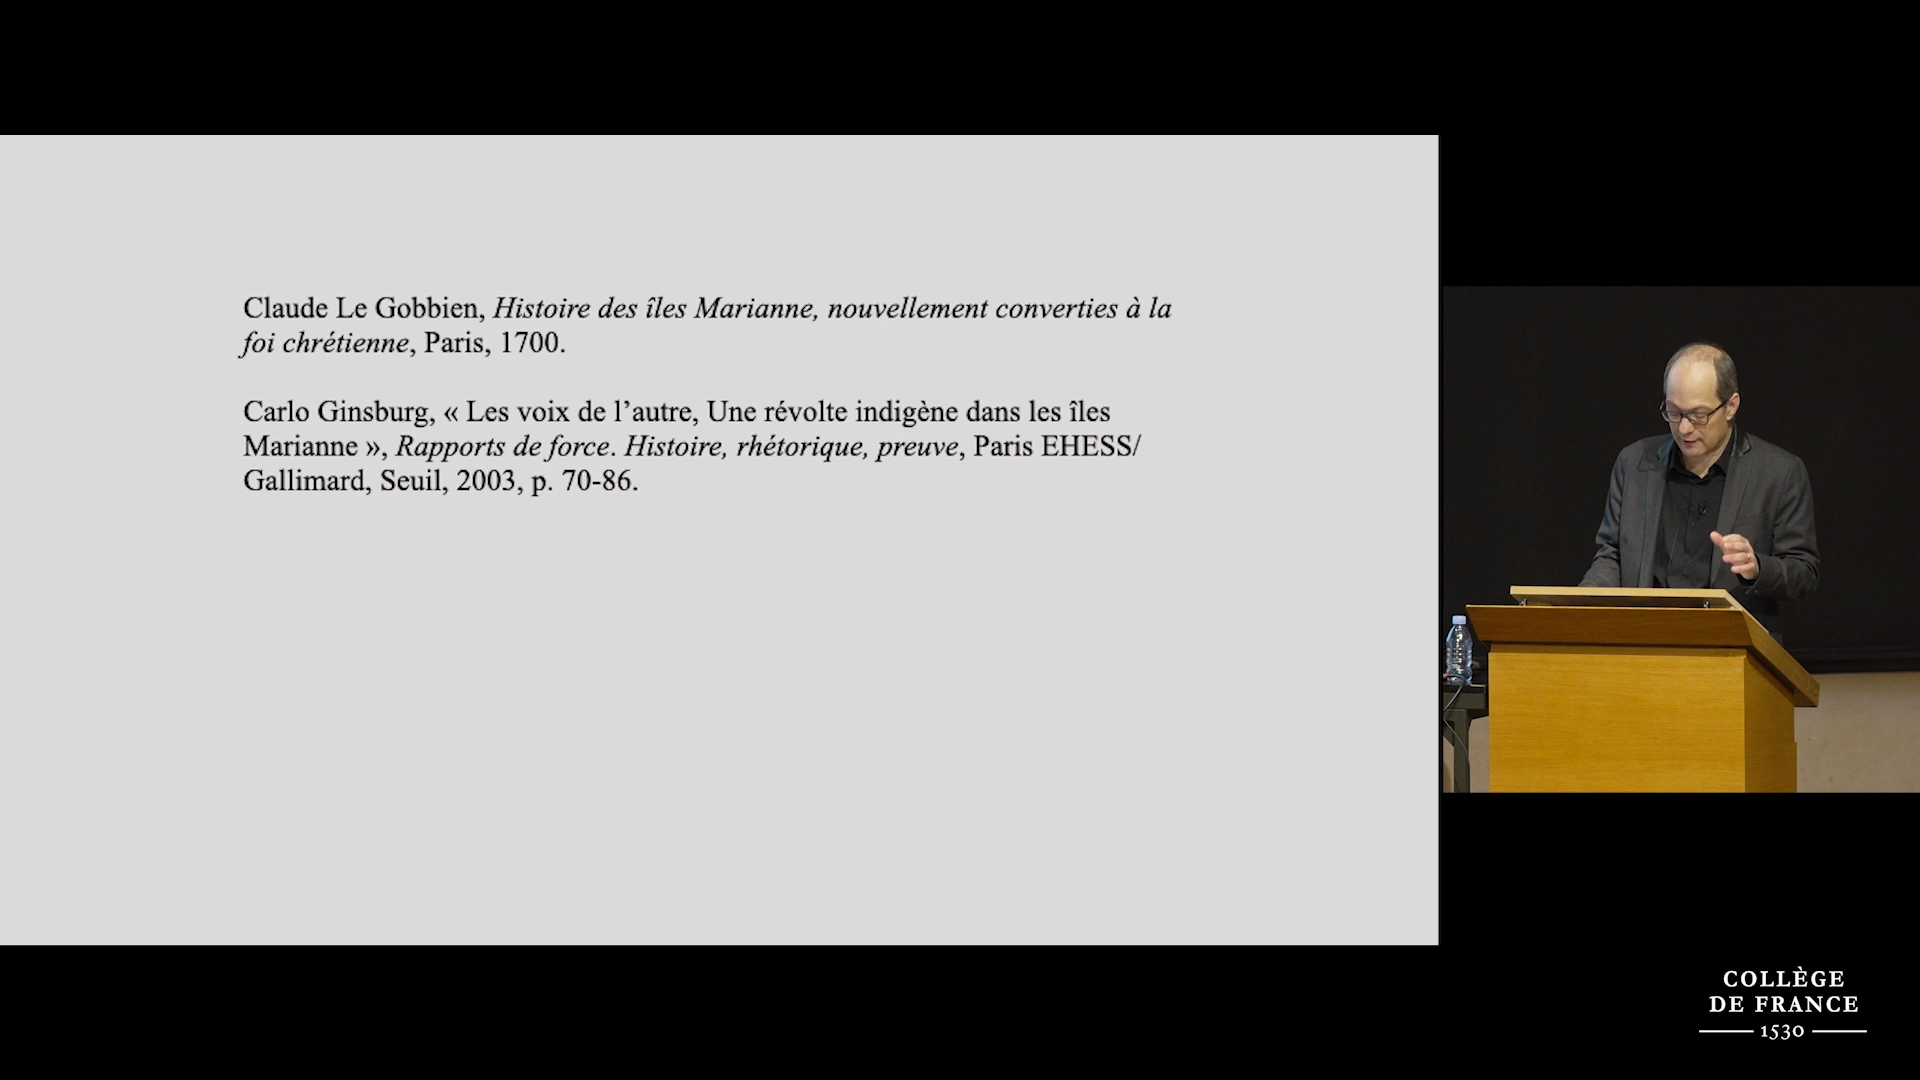 Claude Le Gobbien, Histoire des îles Marianne, nouvellement converties à la
foi chrétienne, Paris, 1700.
Carlo Ginsburg, « Les voix de l’autre, Une révolte indigène dans les îles
Marianne », Rapports de force. Histoire, rhétorique, preuve, Paris EHESS/
Gallimard, Seuil, 2003, p. 70-86.
COLLÈGE
DE FRANCE
1530